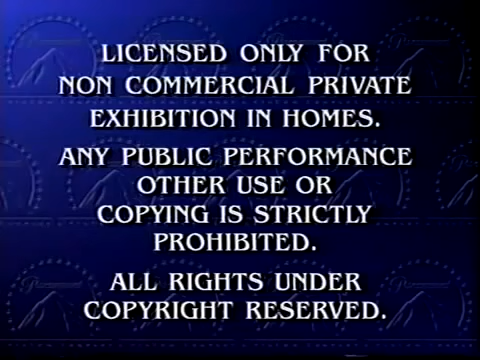 LICENSED ONLY FOR
NON COMMERCIAL PRIVATE
EXHIBITION IN HOMES.
ANY PUBLIC PERFORMANCE
OTHER USE OR
COPYING IS STRICTLY
PROHIBITED.
ALL RIGHTS UNDER
COPYRIGHT RESERVED.